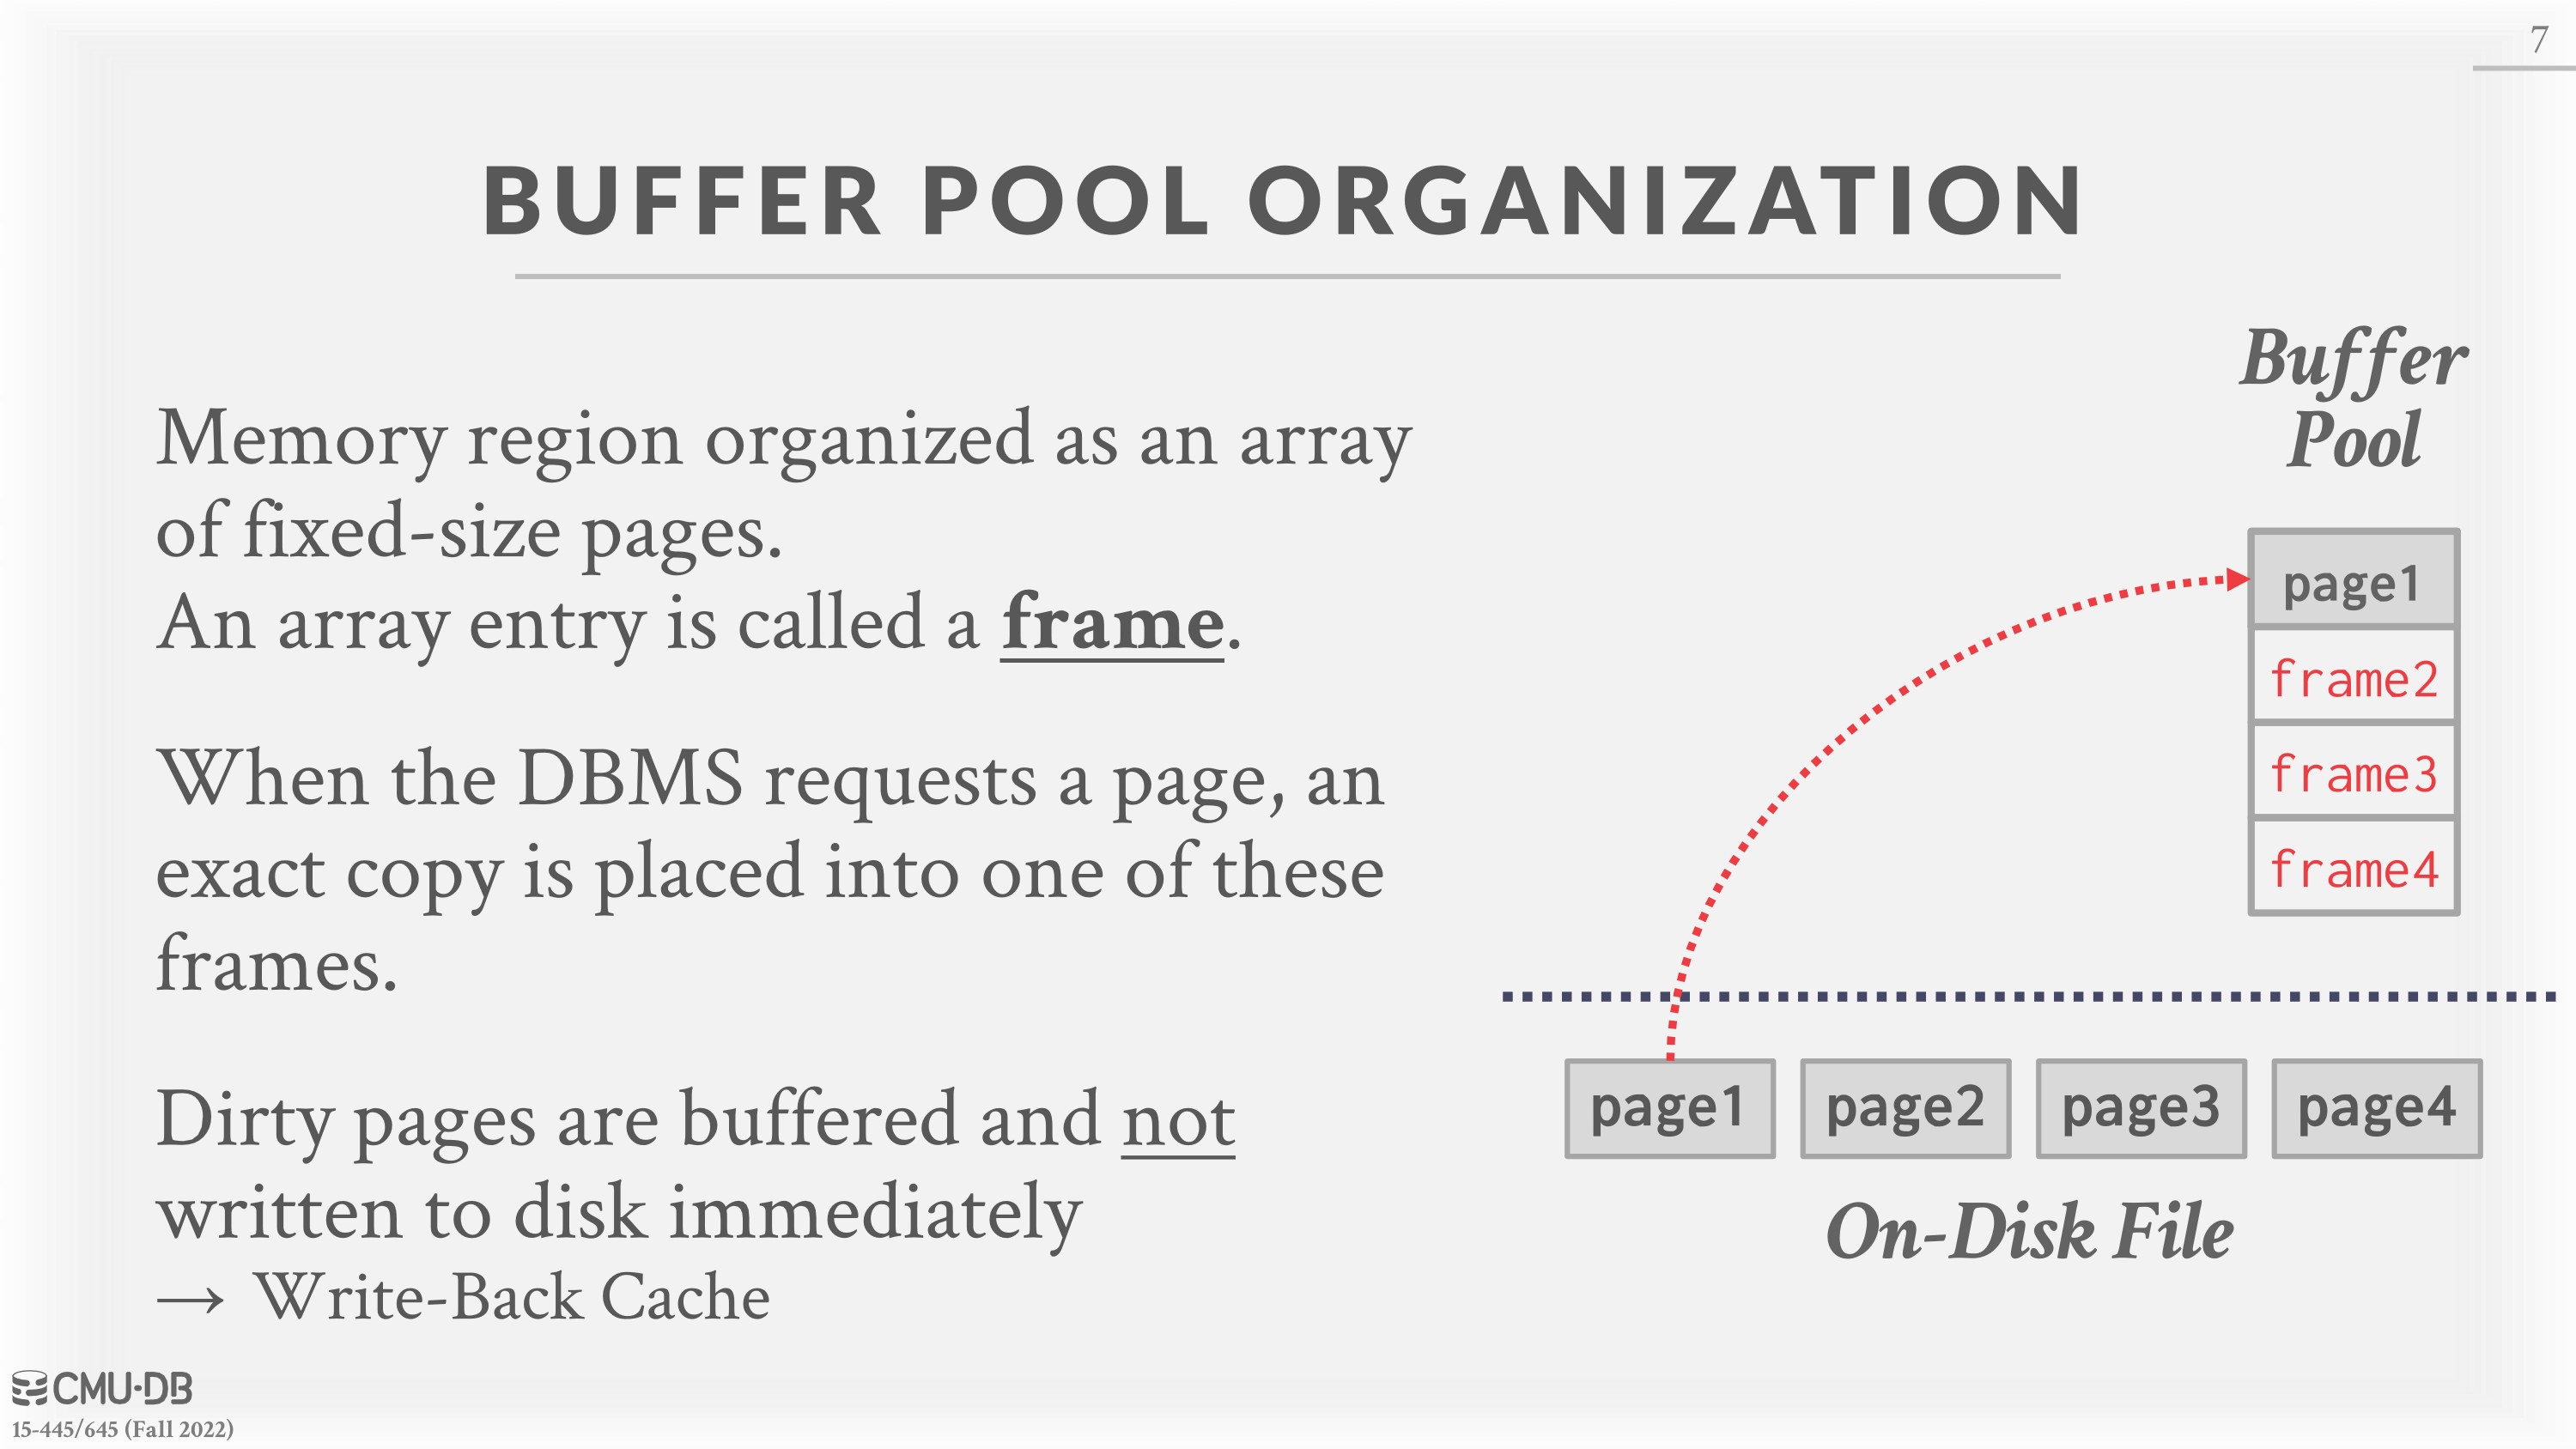 7
BUFFER POOL ORGANIZATION
Memory region organized as an array
of fixed-size pages.
An array entry is called a frame.
When the DBMS requests a page, an
exact copy is placed into one of these
frames.
Dirty pages are buffered and not
written to disk immediately
→ Write-Back Cache
Buffer
Pool
page1
frame2
frame3
frame4
page1 page2 page3 page4
On-Disk File
CMU·DB
15-445/645 (Fall 2022)